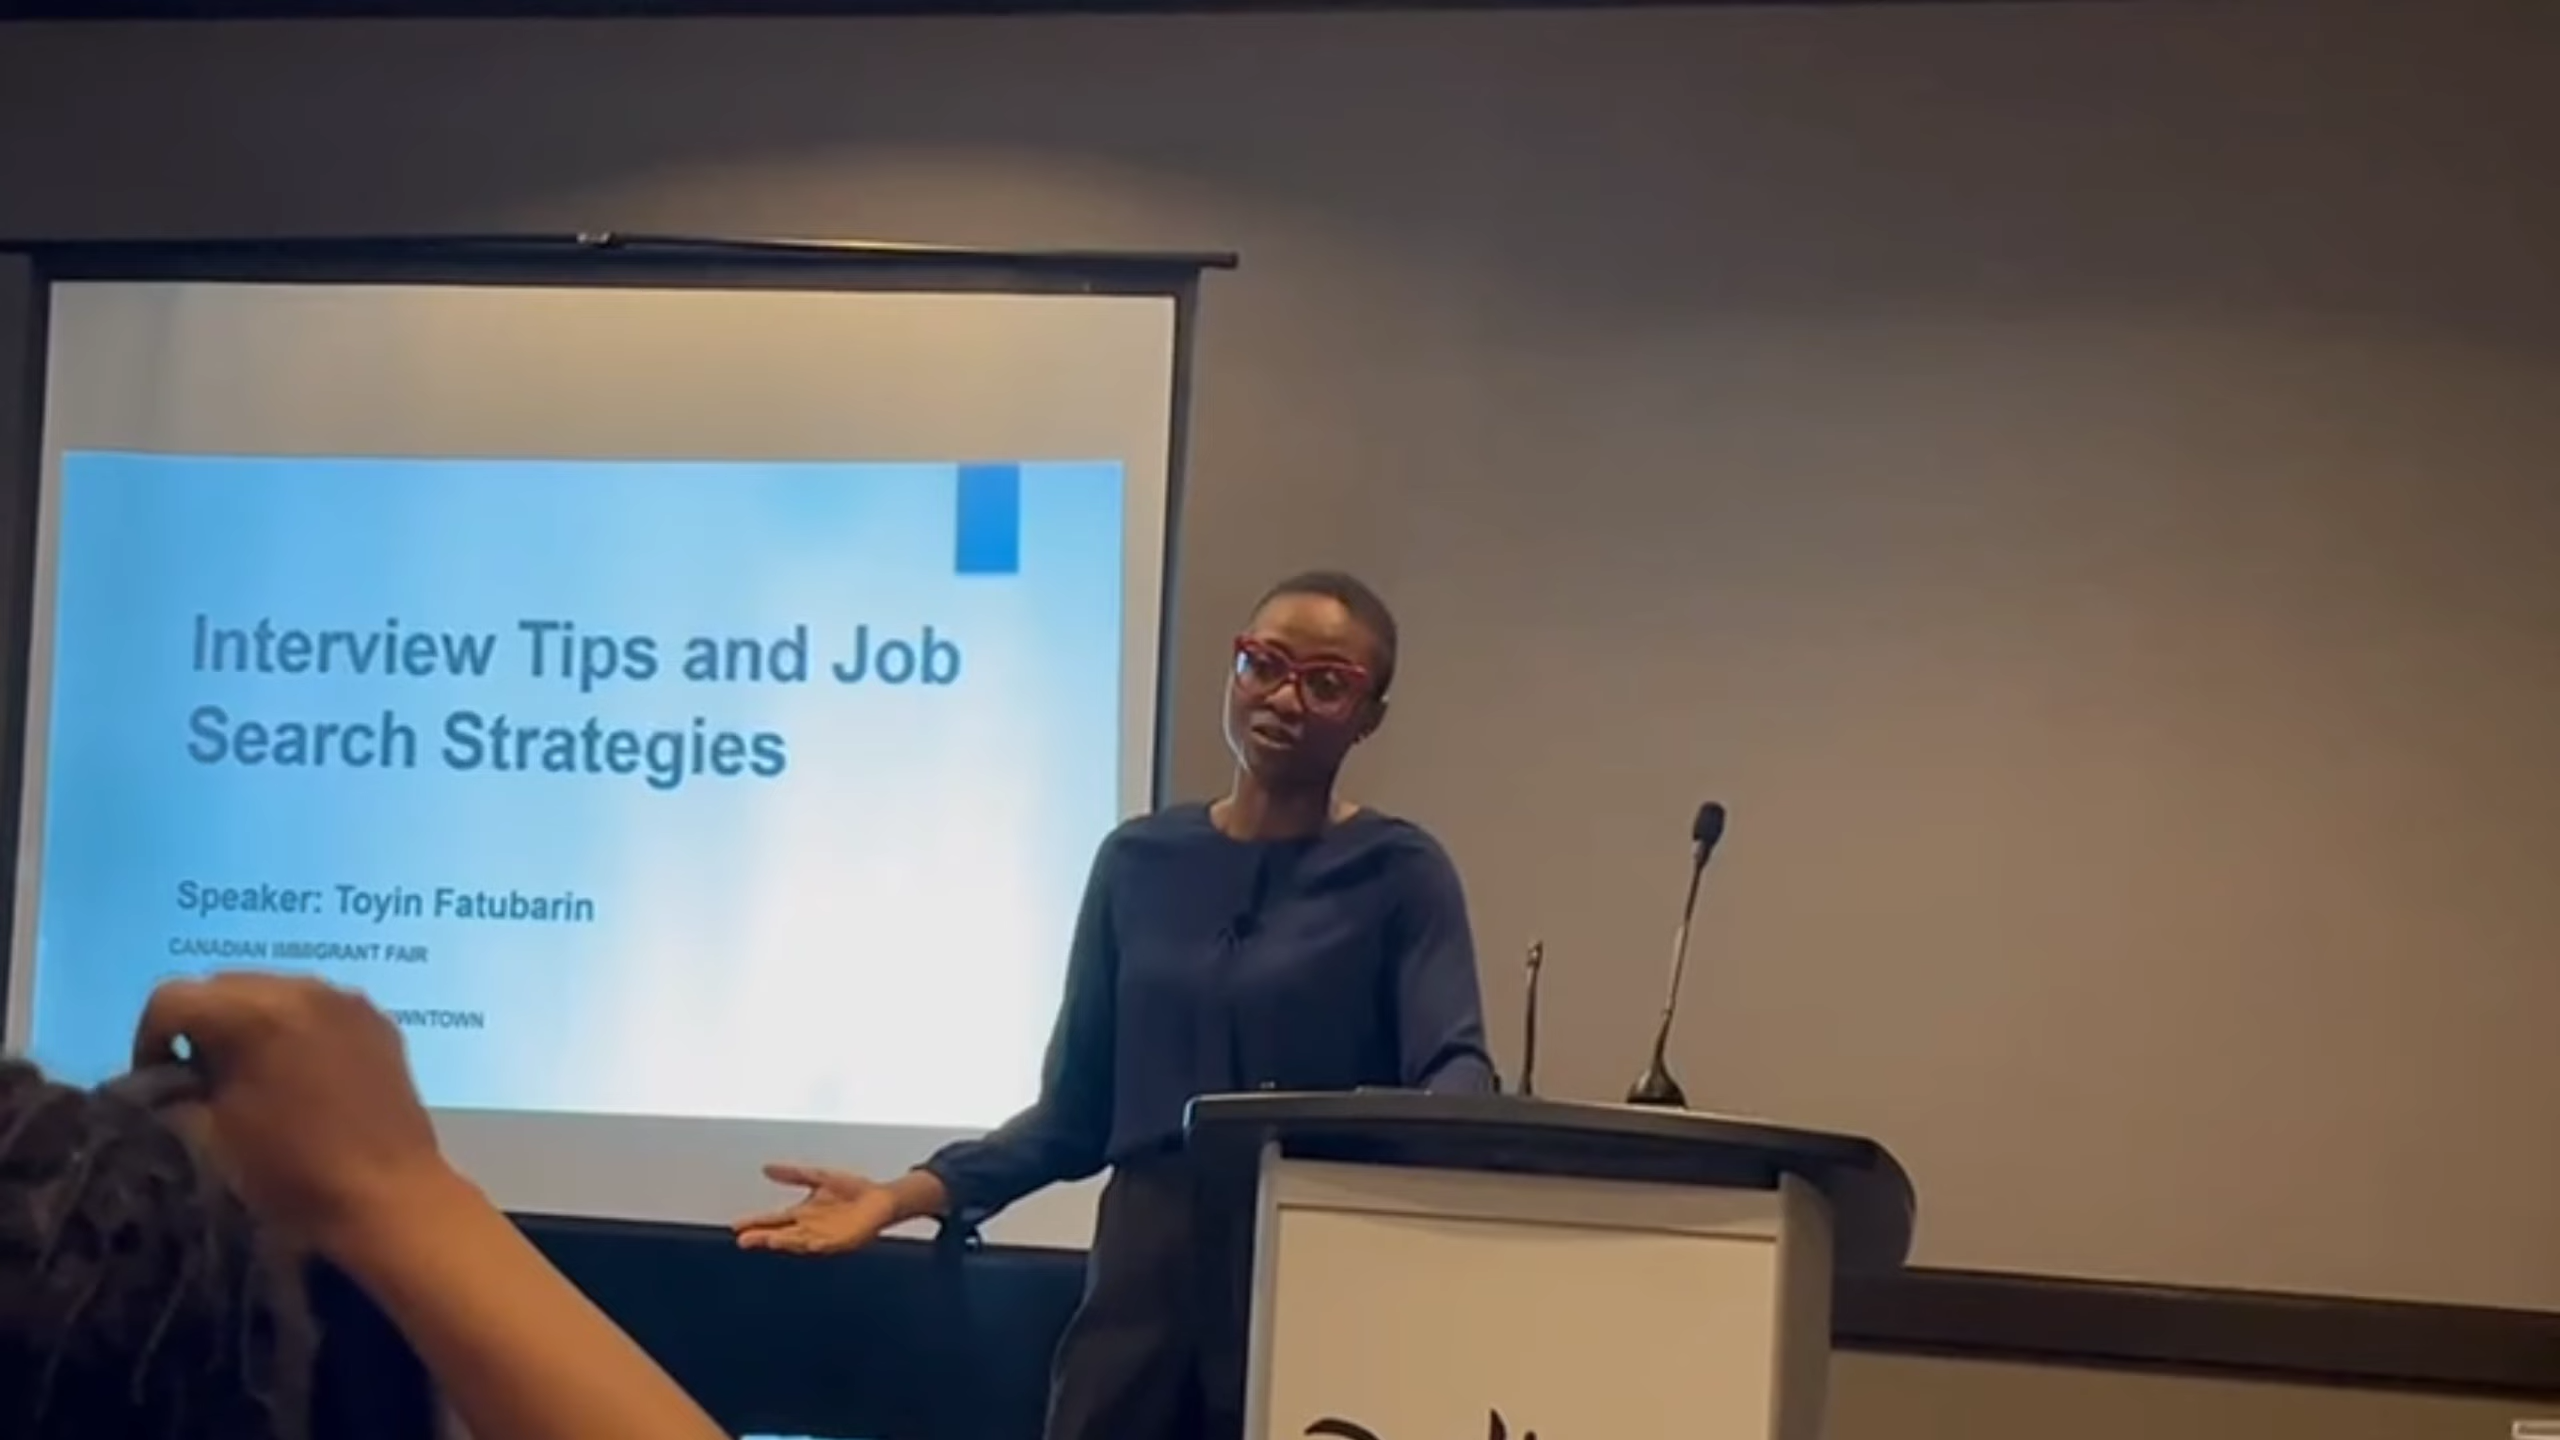 Interview Tips and Job
Search Strategies
Speaker: Toyin Fatubarin
CANADIAN IMMIGRANT FAIR